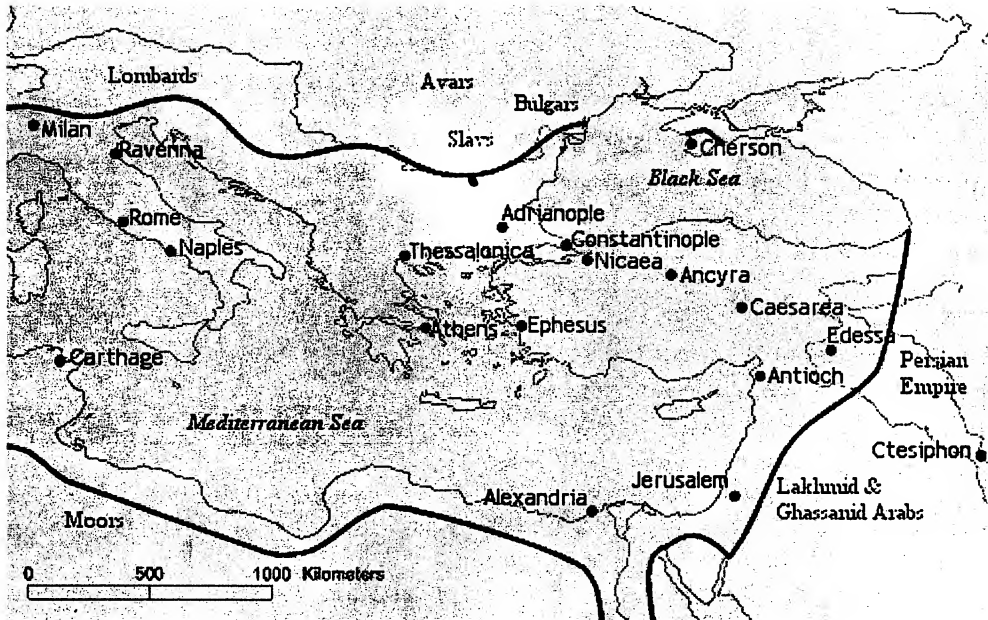 Lombards
Avars
Bulgars
Milan
Ravenna
Slavs
Cherson
Black Sea
Rome
Naples
Adrianople
Thessalonica
Constantinople
Nicaea
Ancyra
Caesarea
Athens
Ephesus
Edessa
Carthage
Antioch
Persian
Empire
Mediterranean Sea
Ctesiphon
Jerusalem
Lakhmid &
Ghassanid Arabs
Alexandria
Moors
0 500 1000 Kilometers